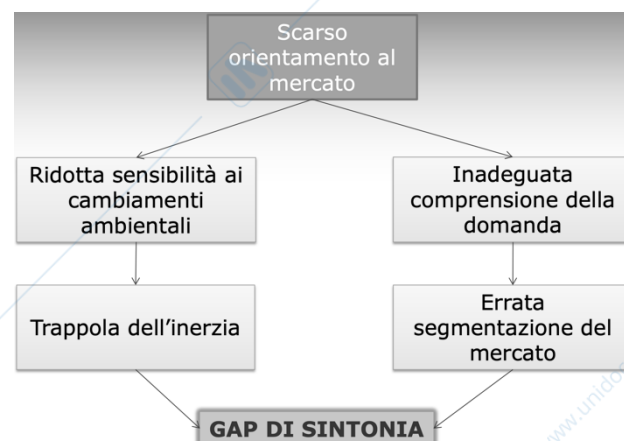 Scarso
orientamento al
mercato
Ridotta sensibilità ai
cambiamenti
ambientali
Inadeguata
comprensione della
domanda
Trappola dell'inerzia
Errata
segmentazione del
mercato
GAP DI SINTONIA